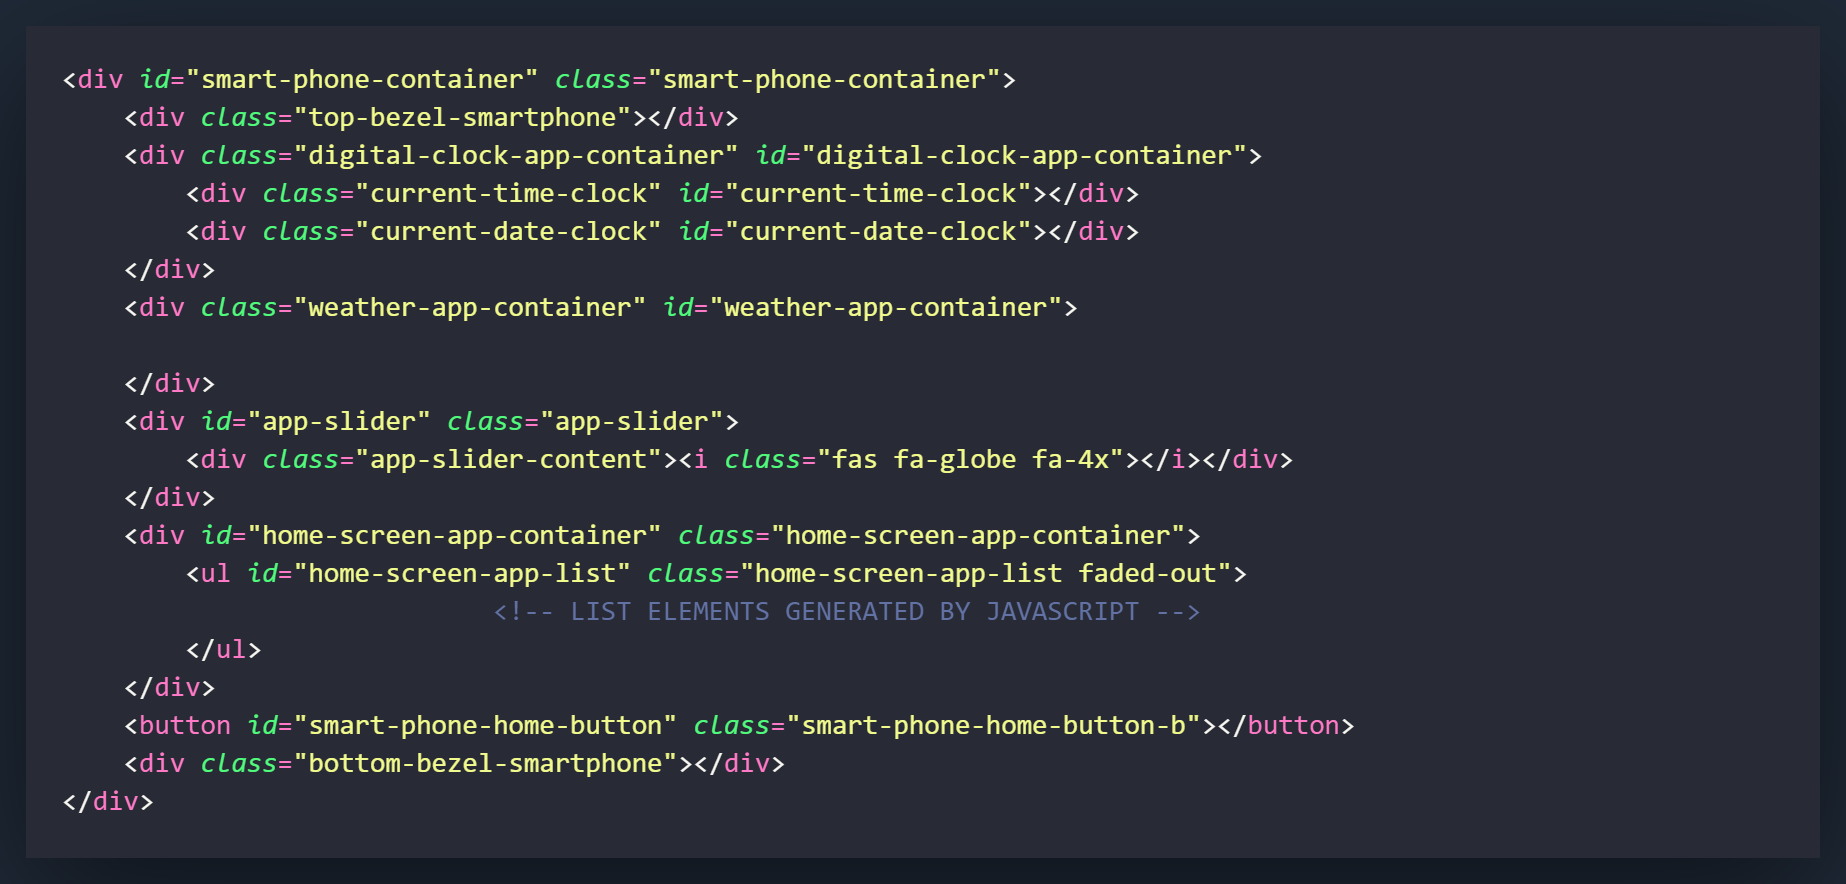 <div id="smart-phone-container" class="smart-phone-container">
    <div class="top-bezel-smartphone"></div>
    <div class="digital-clock-app-container" id="digital-clock-app-container">
        <div class="current-time-clock" id="current-time-clock"></div>
        <div class="current-date-clock" id="current-date-clock"></div>
    </div>
    <div class="weather-app-container" id="weather-app-container">

    </div>
    <div id="app-slider" class="app-slider">
        <div class="app-slider-content"><i class="fas fa-globe fa-4x"></i></div>
    </div>
    <div id="home-screen-app-container" class="home-screen-app-container">
        <ul id="home-screen-app-list" class="home-screen-app-list faded-out">
                            <!-- LIST ELEMENTS GENERATED BY JAVASCRIPT -->
        </ul>
    </div>
    <button id="smart-phone-home-button" class="smart-phone-home-button-b"></button>
    <div class="bottom-bezel-smartphone"></div>
</div>